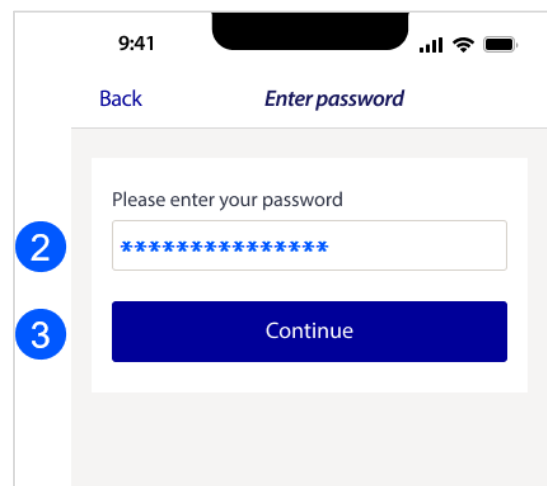 9:41
Back Enter password
Please enter your password
2 ***************
3 Continue